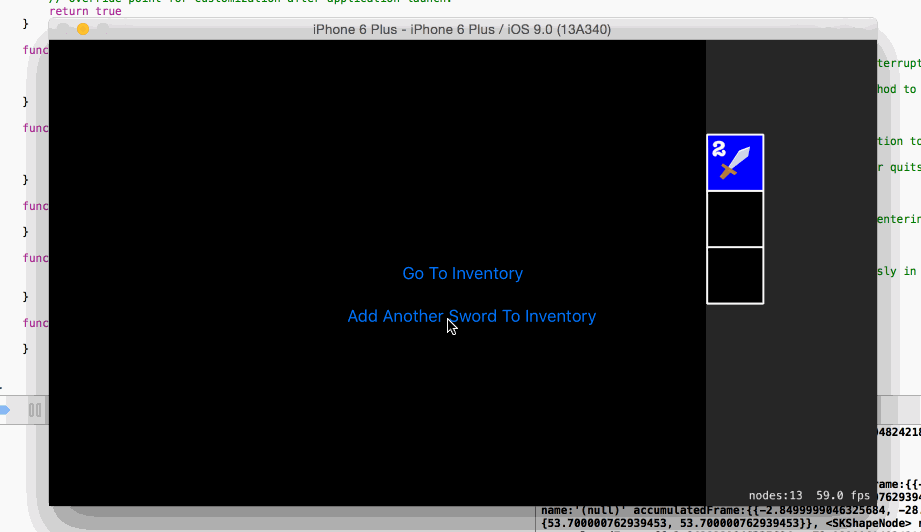 // Override point for customization after application launch.
return true
}
iPhone 6 Plus - iPhone 6 Plus / iOS 9.0 (13A340)
func
terrupt
hod to
}
func
tion to
2
r quits
}
func
entering
}
Go To Inventory
func
sly in
}
Add Another Sword To Inventory
func
}
04824218
rame:{{-
nodes:13 59.0 fps
name:'(null)' accumulatedFrame:{{-2.8499999046325684, -28
{53.700000762939453, 53.700000762939453}}, <SKShapeNode>